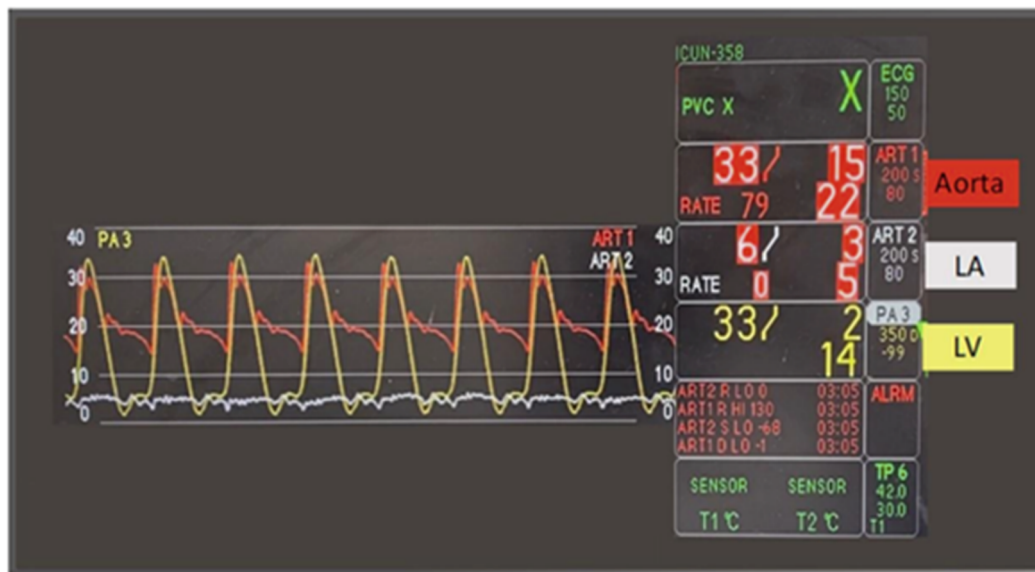 ICUN-358
PVC X X
ECG
150
50
33/ 15
RATE 79 22
ART 1
200 S
80
Aorta
6/ 3
RATE 0 5
ART 2
200 S
80
LA
33/ 2
14
PA 3
350 D
-99
LV
40 PA 3 ART 1 40
ART 2
30 30
20 20
10 10
0 0
ART2 R LO 0 03:05
ART1 R HI 130 03:05
ART2 S LO -68 03:05
ART1 D LO -1 03:05
ALRM
SENSOR SENSOR
T1 °C T2 °C
TP 6
42.0
30.0
T1